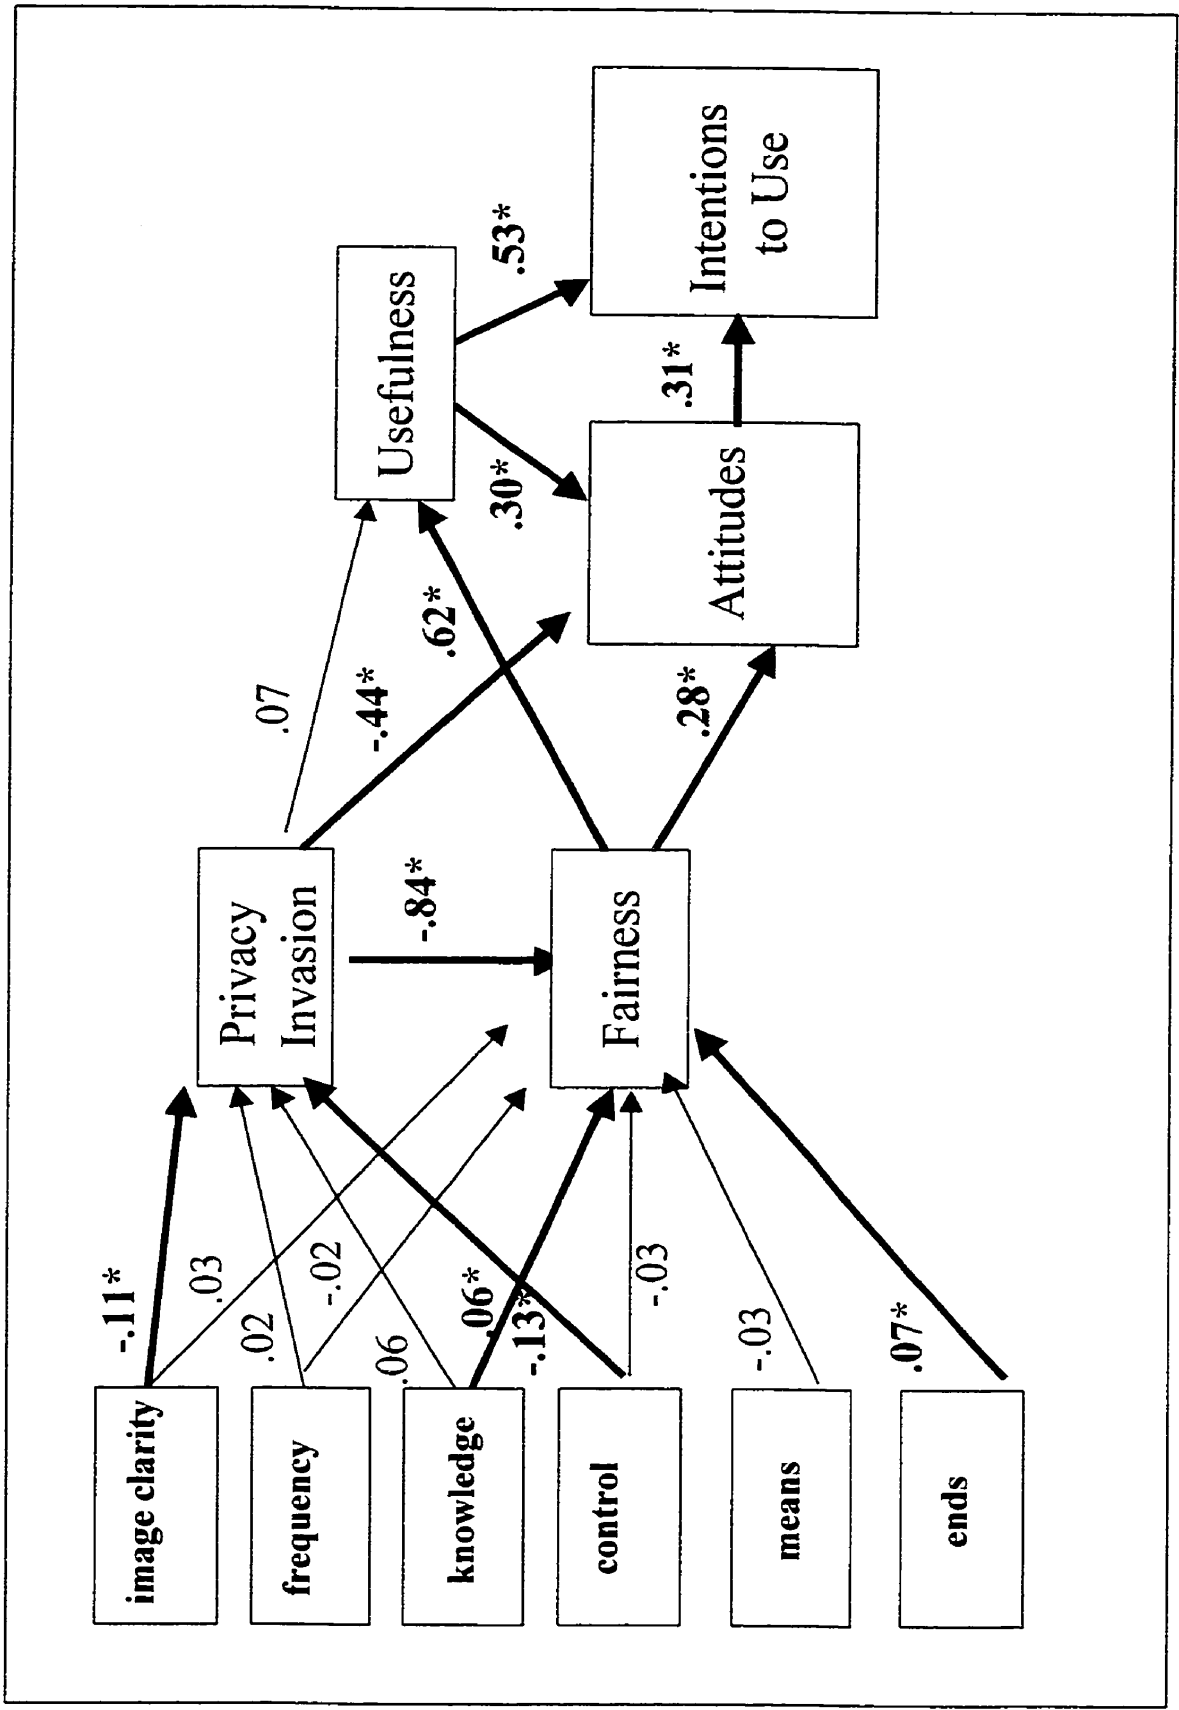 image clarity
frequency
knowledge
control
means
ends
-.11*
.03
.02
-.02
.06
.06*
-.13*
-.03
-.03
.07*
Privacy
Invasion
-.84*
Fairness
.07
-.44*
.62*
.28*
Usefulness
.30*
.53*
Attitudes
.31*
Intentions
to Use